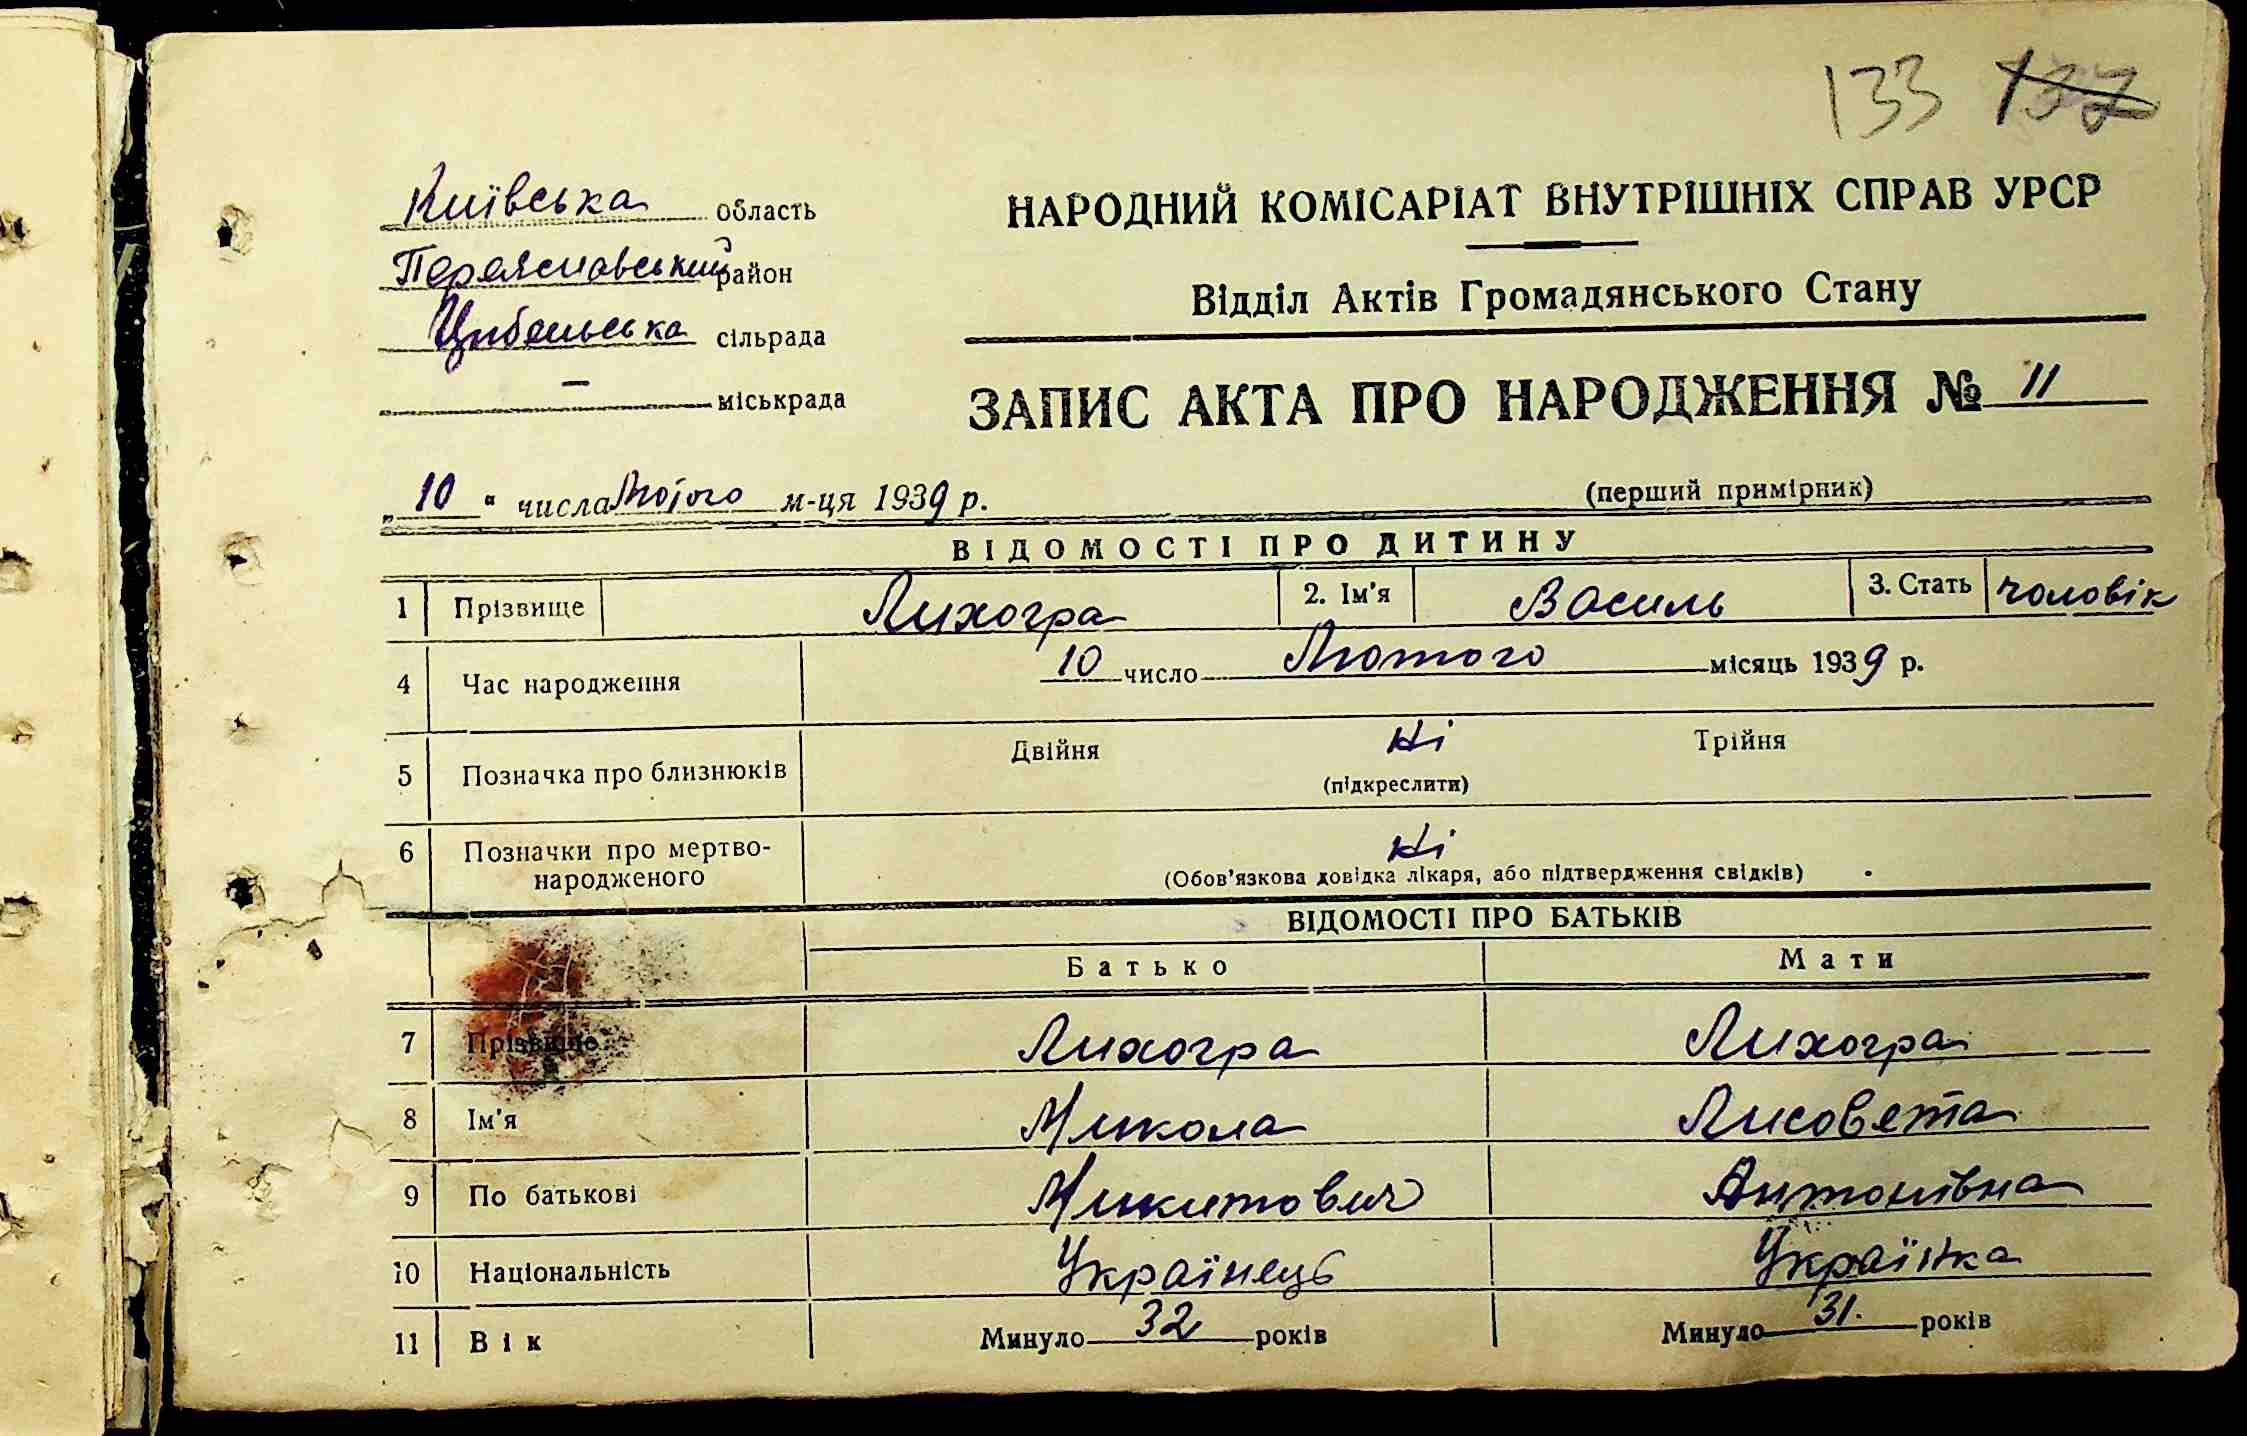 133 137
Київська область
Переяславський район
Цибельська сільрада
— міськрада
НАРОДНИЙ КОМІСАРІАТ ВНУТРІШНІХ СПРАВ УРСР
Відділ Актів Громадянського Стану
ЗАПИС АКТА ПРО НАРОДЖЕННЯ № 11
„10“ числа Лютого м-ця 1939 р. (перший примірник)
ВІДОМОСТІ ПРО ДИТИНУ
1 Прізвище Лихогра 2. Ім'я Василь 3. Стать чоловік
4 Час народження 10 число Лютого місяць 1939 р.
5 Позначка про близнюків Двійня ні Трійня
(підкреслити)
6 Позначки про мертво-
народженого ні
(Обов'язкова довідка лікаря, або підтвердження свідків)
ВІДОМОСТІ ПРО БАТЬКІВ
Батько Мати
7 Прізвище Лихогра Лихогра
8 Ім'я Микола Лисовета
9 По батькові Микитович Антонівна
10 Національність Українець Українка
11 Вік Минуло 32 років Минуло 31. років